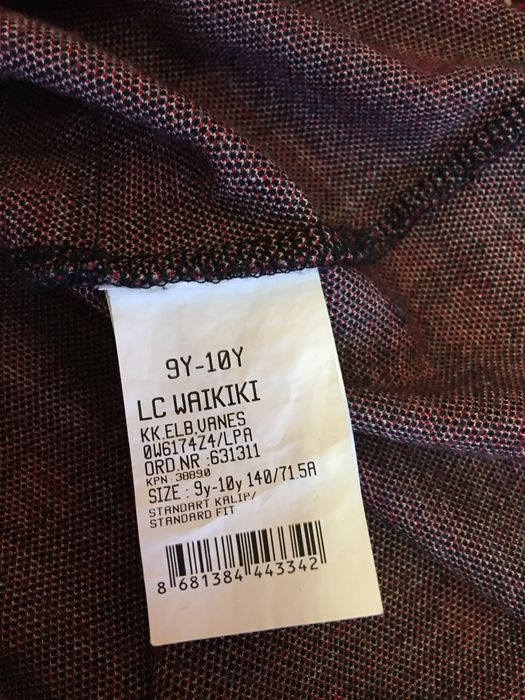 9Y-10Y
LC WAIKIKI
KK.ELB.VANES
0W6174Z4/LPA
ORD.NR :631311
KPN : 38890
SIZE : 9y-10y 140/71.5A
STANDART KALIP/
STANDARD FIT
8 681384 443342